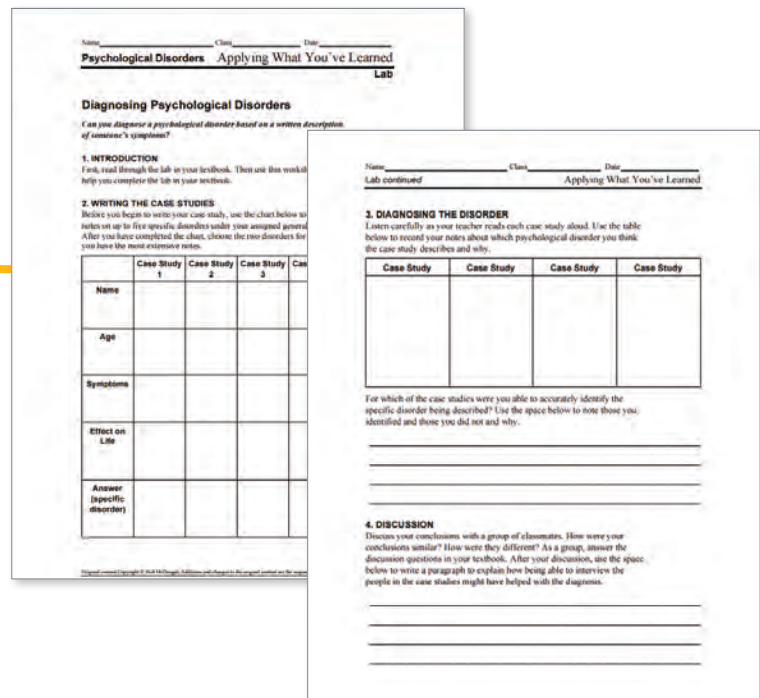 Name Class Date
Psychological Disorders Applying What You've Learned
Lab
Diagnosing Psychological Disorders
Can you diagnose a psychological disorder based on a written description
of someone's symptoms?
1. INTRODUCTION
First, read through the lab in your textbook. Then use this
help you complete the lab in your textbook.
2. WRITING THE CASE STUDIES
Before you begin to write your case study, use the chart below to
notes on up to five specific disorders under your assigned general
After you have completed the chart, choose the two disorders for
you have the most extensive notes.
Case Study 1 Case Study 2 Case Study 3
Name
Age
Symptoms
Effect on
Life
Answer
(specific
disorder)
Name Class Date
Lab continued Applying What You've Learned
3. DIAGNOSING THE DISORDER
Listen carefully as your teacher reads each case study aloud. Use the table
below to record your notes about which psychological disorder you think
the case study describes and why.
Case Study Case Study Case Study Case Study
For which of the case studies were you able to accurately identify the
specific disorder being described? Use the space below to note those you
identified and those you did not and why.
4. DISCUSSION
Discuss your conclusions with a group of classmates. How were your
conclusions similar? How were they different? As a group, answer the
discussion questions in your textbook. After your discussion, use the space
below to write a paragraph to explain how being able to interview the
people in the case studies might have helped with the diagnosis.